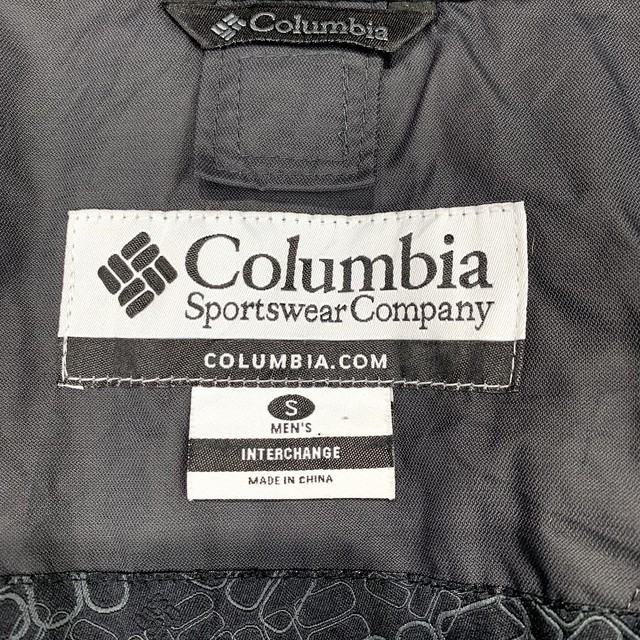 Columbia
Columbia
Sportswear Company
COLUMBIA.COM
S
MEN'S
INTERCHANGE
MADE IN CHINA